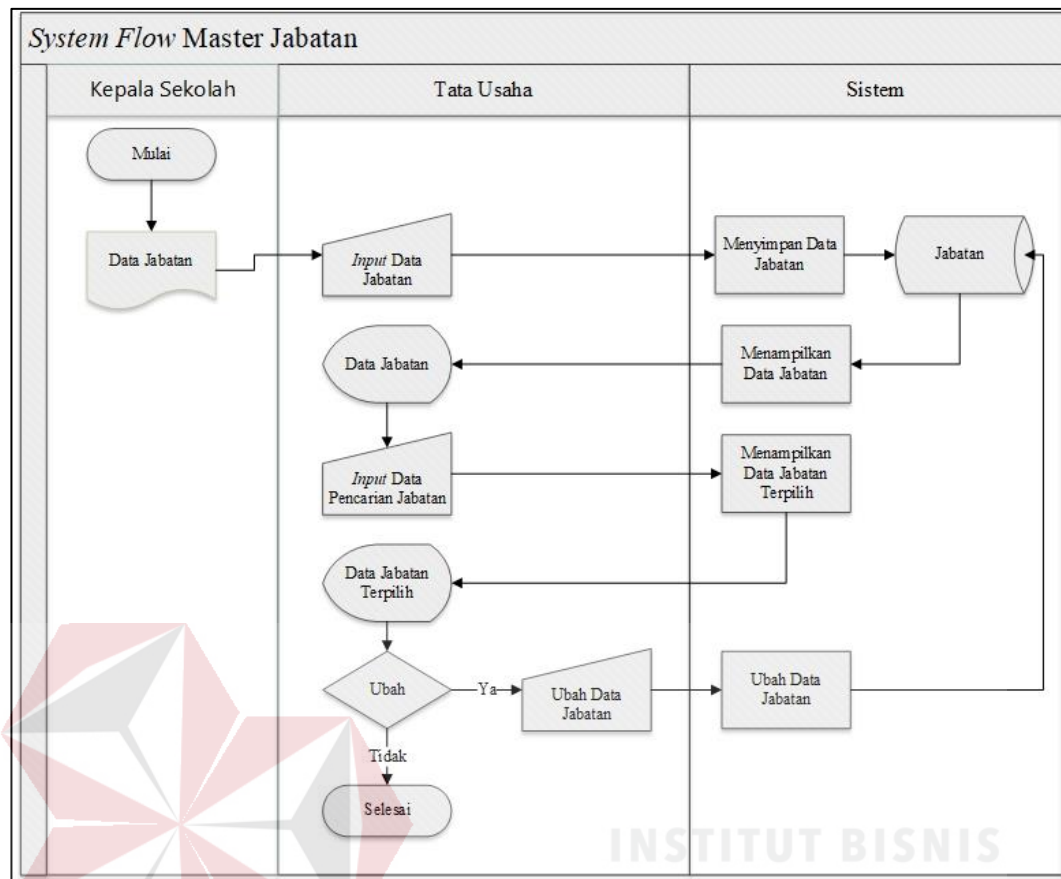 System Flow Master Jabatan
Kepala Sekolah
Tata Usaha
Sistem
Mulai
Data Jabatan
Input Data
Jabatan
Menyimpan Data
Jabatan
Jabatan
Data Jabatan
Menampilkan
Data Jabatan
Input Data
Pencarian Jabatan
Menampilkan
Data Jabatan
Terpilih
Data Jabatan
Terpilih
Ubah
Ya
Ubah Data
Jabatan
Ubah Data
Jabatan
Tidak
Selesai
INSTITUT BISNIS